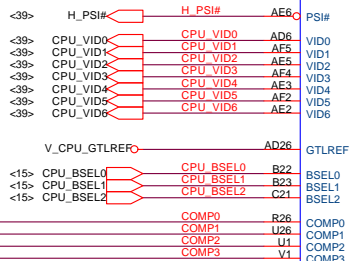 <39> H_PSI# H_PSI# AE6 PSI#
<39> CPU_VID0 CPU_VID0 AD6 VID0
<39> CPU_VID1 CPU_VID1 AF5 VID1
<39> CPU_VID2 CPU_VID2 AE5 VID2
<39> CPU_VID3 CPU_VID3 AF4 VID3
<39> CPU_VID4 CPU_VID4 AE3 VID4
<39> CPU_VID5 CPU_VID5 AF2 VID5
<39> CPU_VID6 CPU_VID6 AE2 VID6
V_CPU_GTLREF AD26 GTLREF
<15> CPU_BSEL0 CPU_BSEL0 B22 BSEL0
<15> CPU_BSEL1 CPU_BSEL1 B23 BSEL1
<15> CPU_BSEL2 CPU_BSEL2 C21 BSEL2
COMP0 R26 COMP0
COMP1 U26 COMP1
COMP2 U1 COMP2
COMP3 V1 COMP3